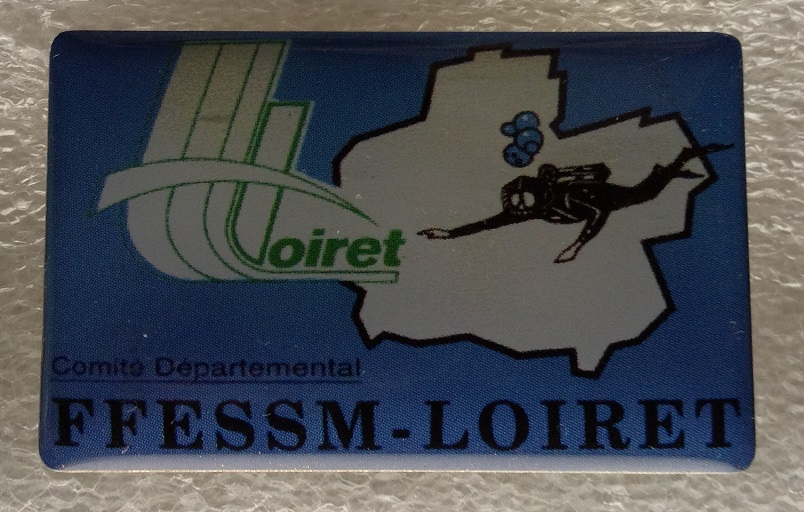 Loiret
Comité Départemental
FFESSM-LOIRET